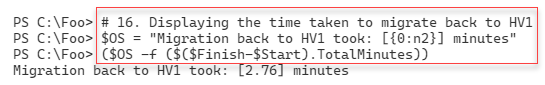 PS C:\Foo> # 16. Displaying the time taken to migrate back to HV1
PS C:\Foo> $OS = "Migration back to HV1 took: [{0:n2}] minutes"
PS C:\Foo> ($OS -f ($($Finish-$Start).TotalMinutes))
Migration back to HV1 took: [2.76] minutes